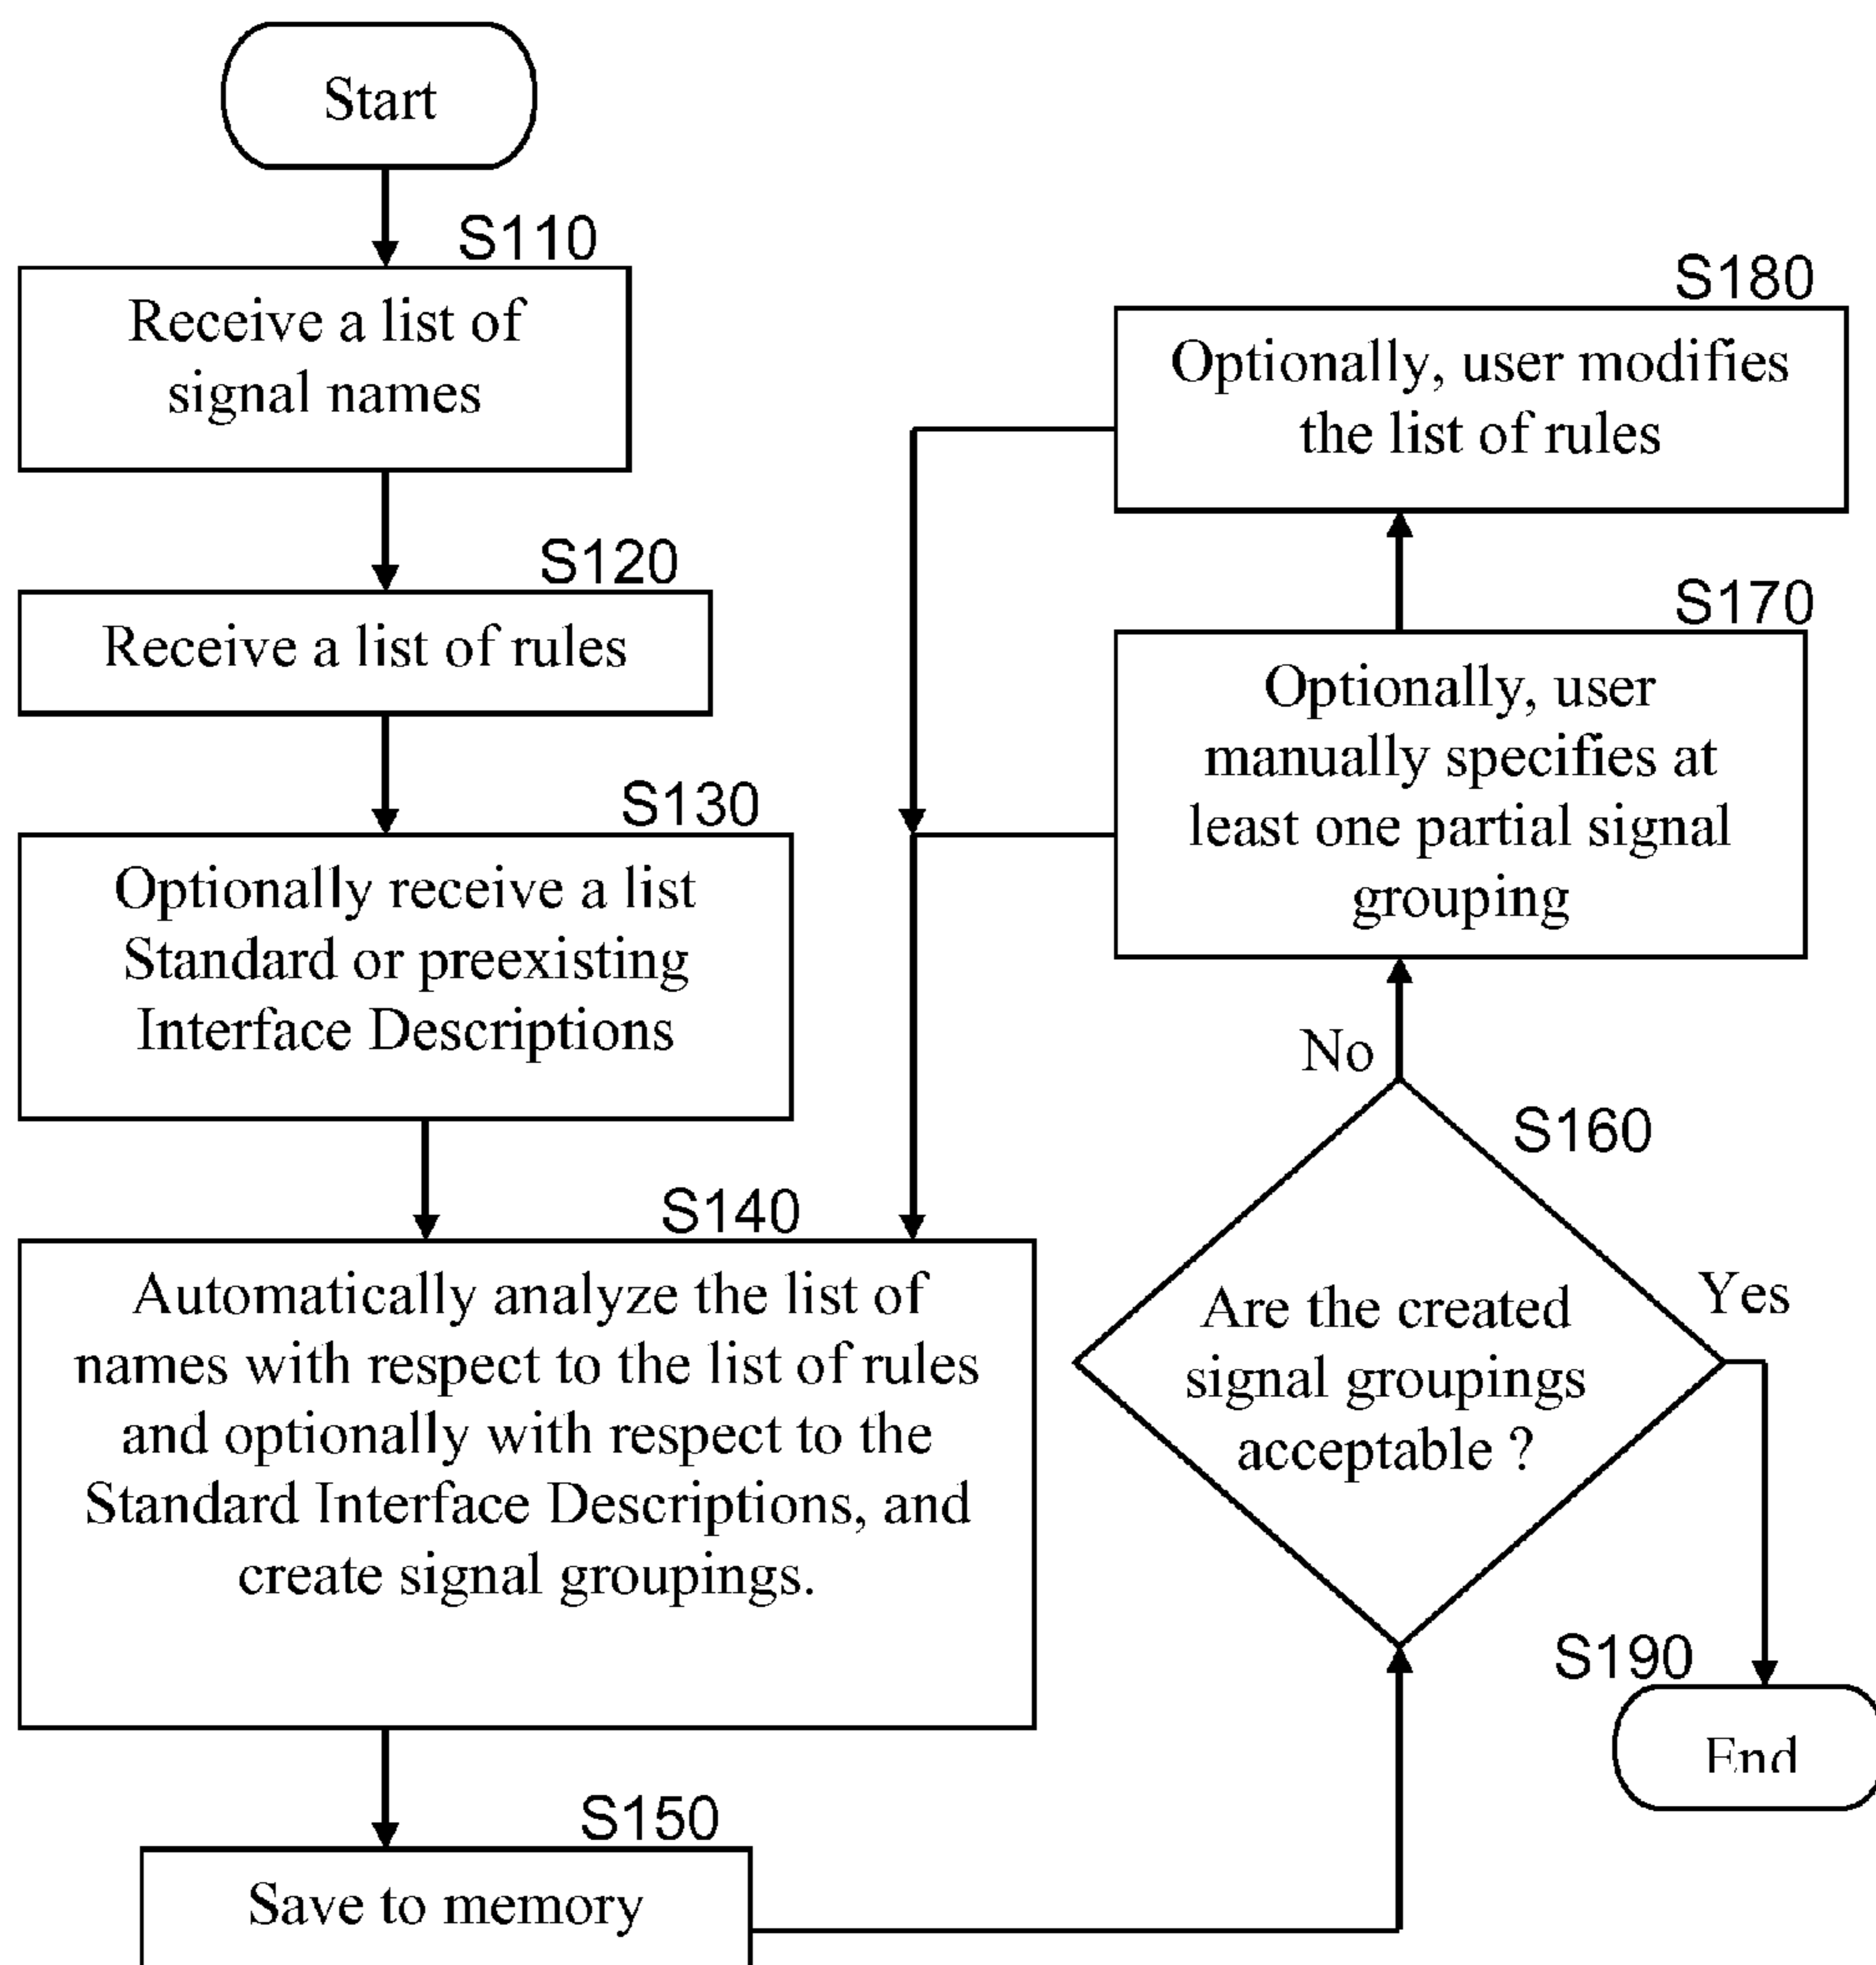 Start
S110
Receive a list of
signal names
S120
Receive a list of rules
S130
Optionally receive a list
Standard or preexisting
Interface Descriptions
S140
Automatically analyze the list of
names with respect to the list of rules
and optionally with respect to the
Standard Interface Descriptions, and
create signal groupings.
S150
Save to memory
S160
Are the created
signal groupings
acceptable ?
No
Yes
S170
Optionally, user
manually specifies at
least one partial signal
grouping
S180
Optionally, user modifies
the list of rules
S190
End